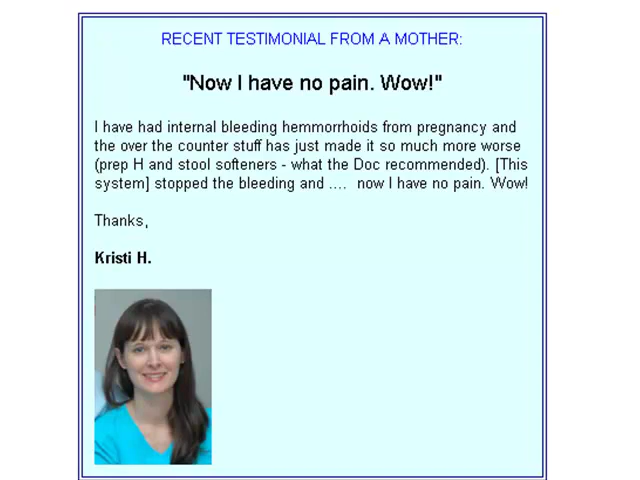 RECENT TESTIMONIAL FROM A MOTHER:
"Now I have no pain. Wow!"
I have had internal bleeding hemmorrhoids from pregnancy and
the over the counter stuff has just made it so much more worse
(prep H and stool softeners - what the Doc recommended). [This
system] stopped the bleeding and .... now I have no pain. Wow!
Thanks,
Kristi H.